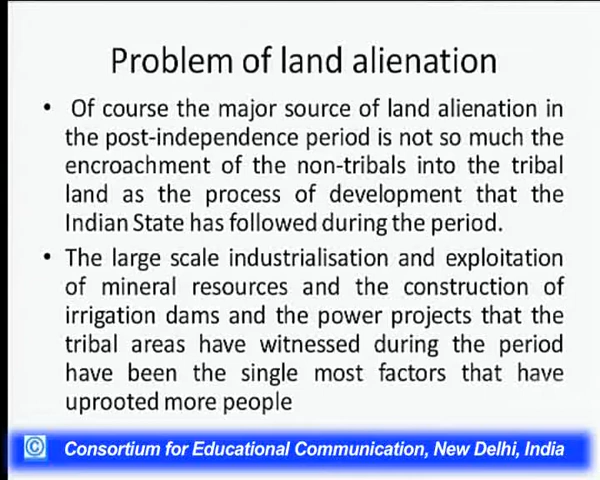 Problem of land alienation
• Of course the major source of land alienation in
the post-independence period is not so much the
encroachment of the non-tribals into the tribal
land as the process of development that the
Indian State has followed during the period.
• The large scale industrialisation and exploitation
of mineral resources and the construction of
irrigation dams and the power projects that the
tribal areas have witnessed during the period
have been the single most factors that have
uprooted more people
© Consortium for Educational Communication, New Delhi, India